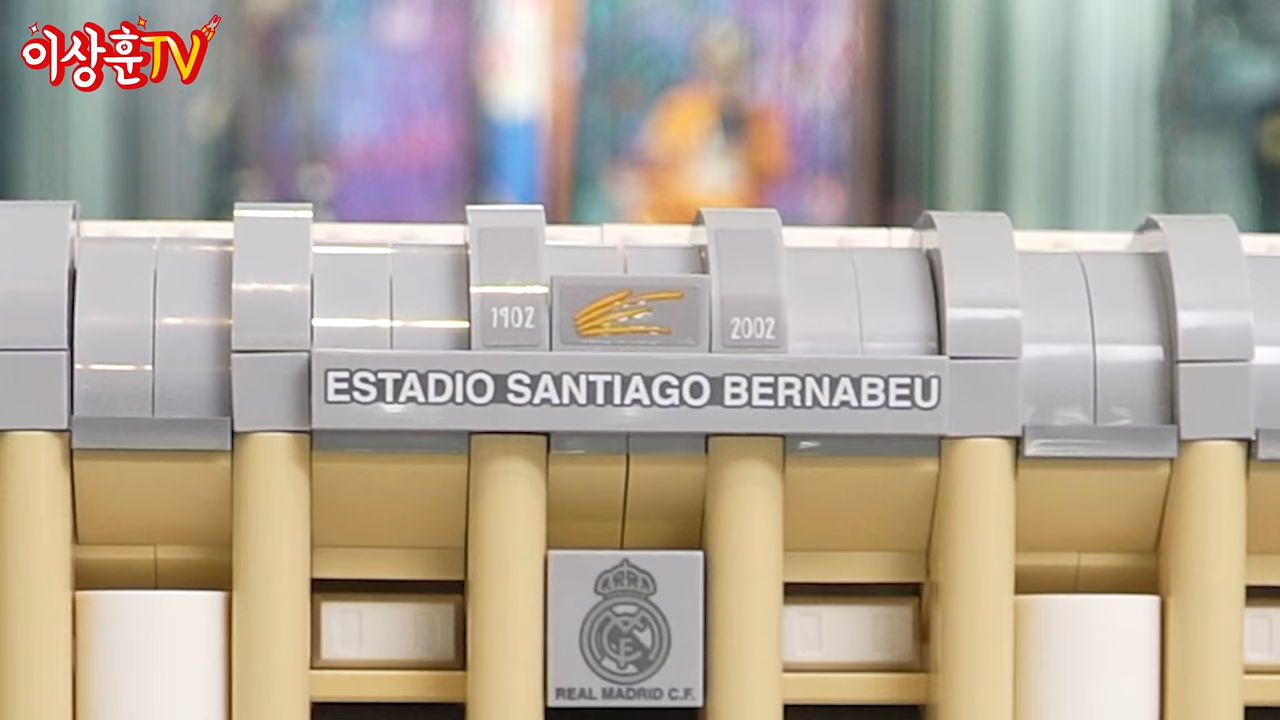 이상훈TV
1902
2002
ESTADIO SANTIAGO BERNABEU
REAL MADRID C.F.